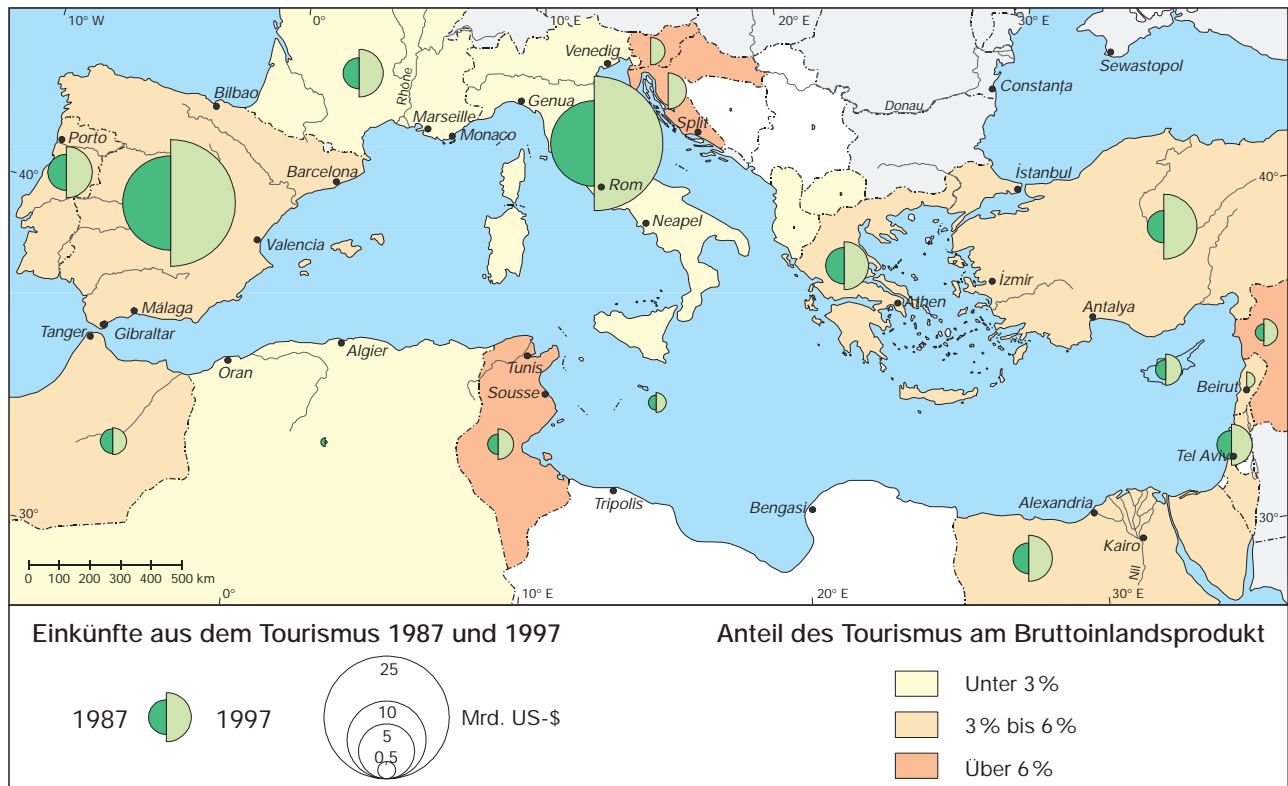 10° W
0°
10° E
20° E
30° E
Venedig
Sewastopol
Rhône
Constanţa
Bilbao
Genua
Donau
Marseille
Monaco
Split
Porto
40°
Barcelona
Rom
İstanbul
40°
Neapel
Valencia
İzmir
Málaga
Athen
Antalya
Tanger
Gibraltar
Algier
Oran
Tunis
Sousse
Beirut
Tel Aviv
Tripolis
Bengasi
Alexandria
30°
30°
Kairo
Nil
0 100 200 300 400 500 km
0°
10° E
20° E
30° E
Einkünfte aus dem Tourismus 1987 und 1997
1987
1997
25
10
5
0,5
Mrd. US-$
Anteil des Tourismus am Bruttoinlandsprodukt
Unter 3 %
3 % bis 6 %
Über 6 %